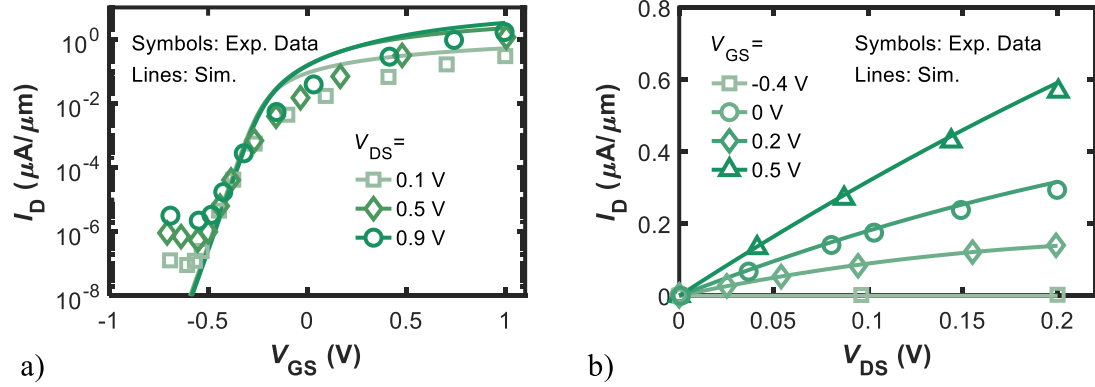 10⁰
10⁻²
10⁻⁴
10⁻⁶
10⁻⁸
I_D (μA/μm)
Symbols: Exp. Data
Lines: Sim.
V_DS=
0.1 V
0.5 V
0.9 V
-1
-0.5
0
0.5
1
V_GS (V)
a)
0.8
0.6
0.4
0.2
0
I_D (μA/μm)
V_GS=
-0.4 V
0 V
0.2 V
0.5 V
Symbols: Exp. Data
Lines: Sim.
0
0.05
0.1
0.15
0.2
V_DS (V)
b)